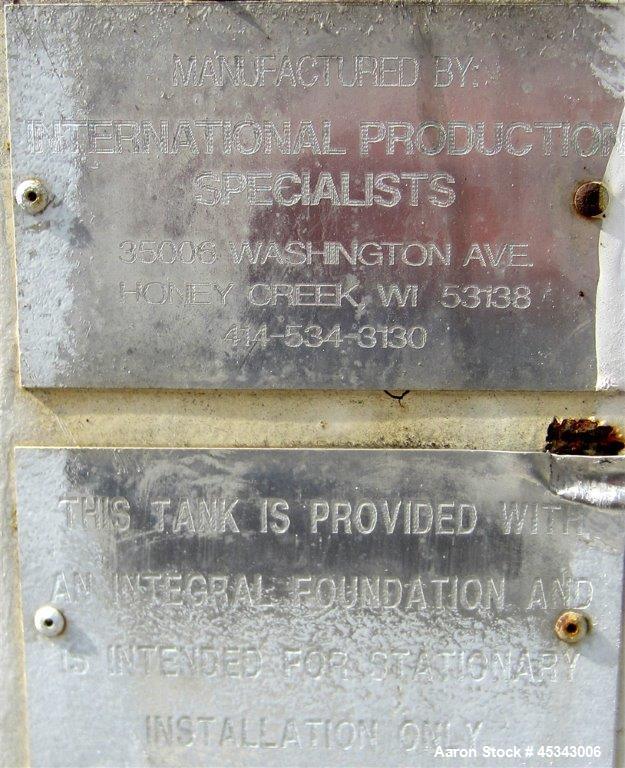 MANUFACTURED BY:
INTERNATIONAL PRODUCTION
SPECIALISTS
35006 WASHINGTON AVE.
HONEY CREEK, WI 53138
414-534-3130
THIS TANK IS PROVIDED WITH
AN INTEGRAL FOUNDATION AND
IS INTENDED FOR STATIONARY
INSTALLATION ONLY
Aaron Stock # 45343006